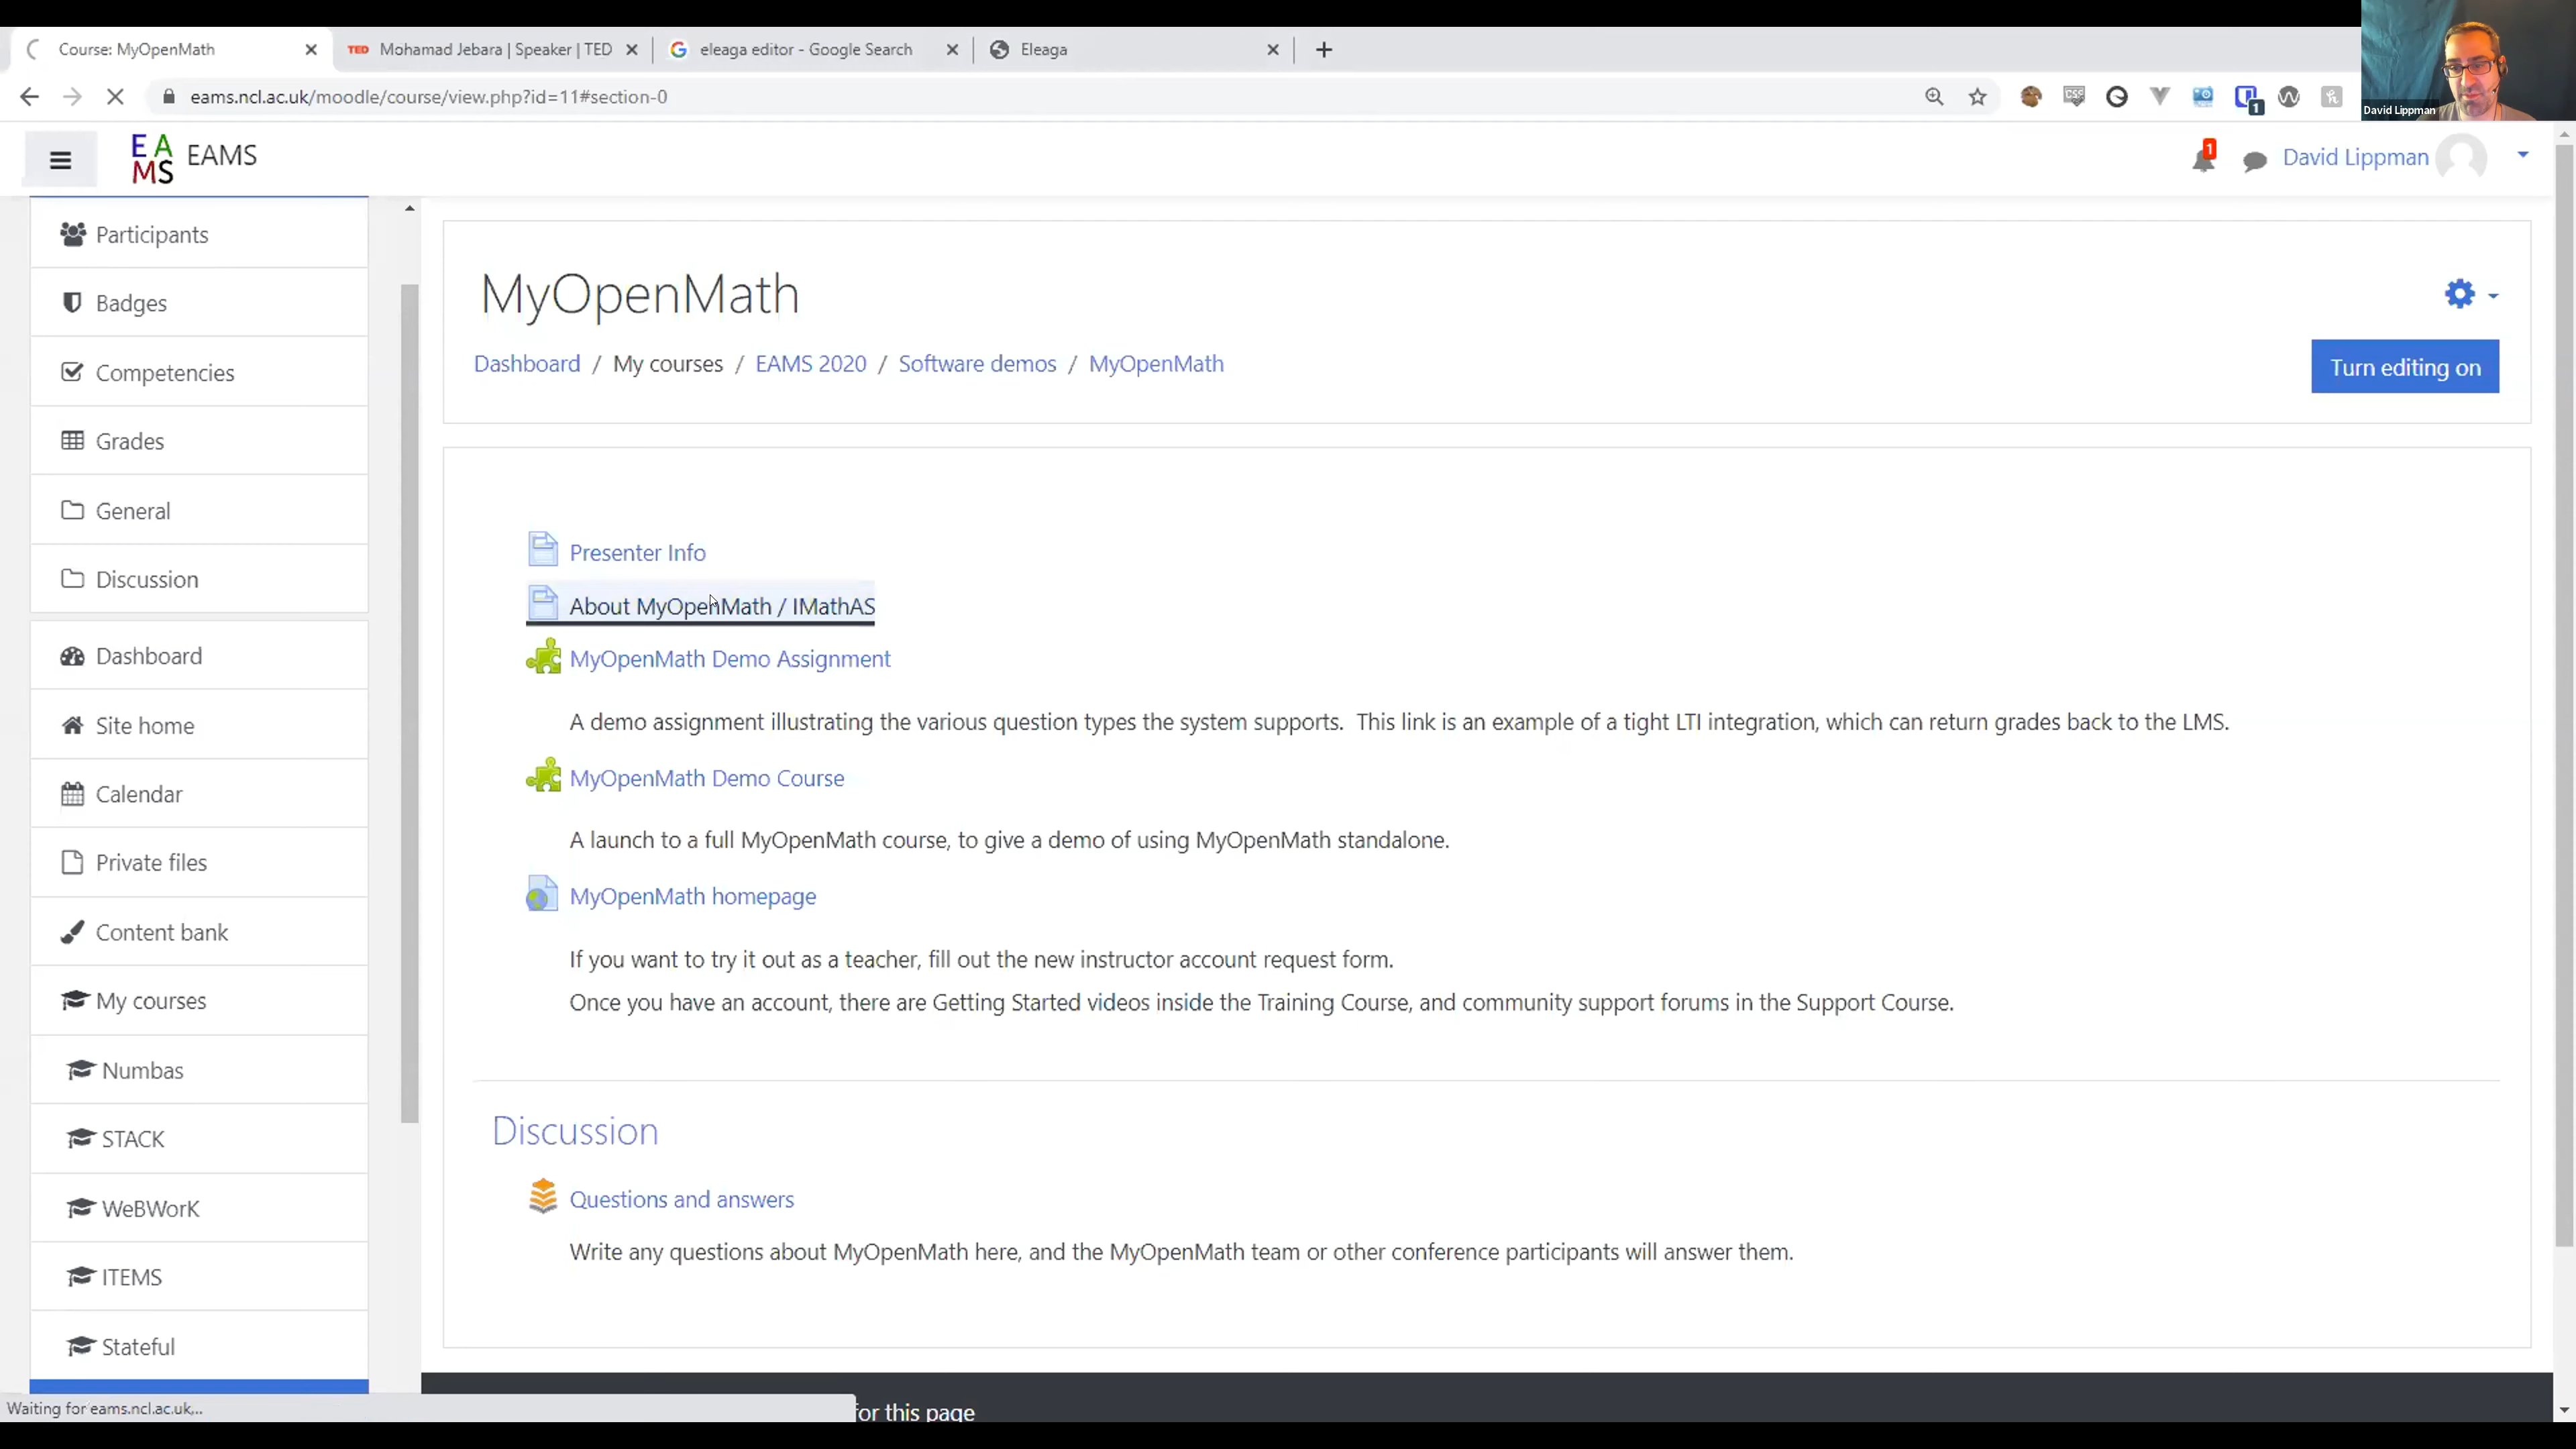 Course: MyOpenMath
TED Mohamad Jebara | Speaker | TED
eleaga editor - Google Search
Eleaga
eams.ncl.ac.uk/moodle/course/view.php?id=11#section-0
CSC
1
David Lippman
E A
MS
EAMS
1
David Lippman
Participants
Badges
Competencies
Grades
General
Discussion
Dashboard
Site home
Calendar
Private files
Content bank
My courses
Numbas
STACK
WeBWorK
ITEMS
Stateful
MyOpenMath
Dashboard / My courses / EAMS 2020 / Software demos / MyOpenMath
Turn editing on
Presenter Info
About MyOpenMath / IMathAS
MyOpenMath Demo Assignment
A demo assignment illustrating the various question types the system supports. This link is an example of a tight LTI integration, which can return grades back to the LMS.
MyOpenMath Demo Course
A launch to a full MyOpenMath course, to give a demo of using MyOpenMath standalone.
MyOpenMath homepage
If you want to try it out as a teacher, fill out the new instructor account request form.
Once you have an account, there are Getting Started videos inside the Training Course, and community support forums in the Support Course.
Discussion
Questions and answers
Write any questions about MyOpenMath here, and the MyOpenMath team or other conference participants will answer them.
Waiting for eams.ncl.ac.uk...
for this page